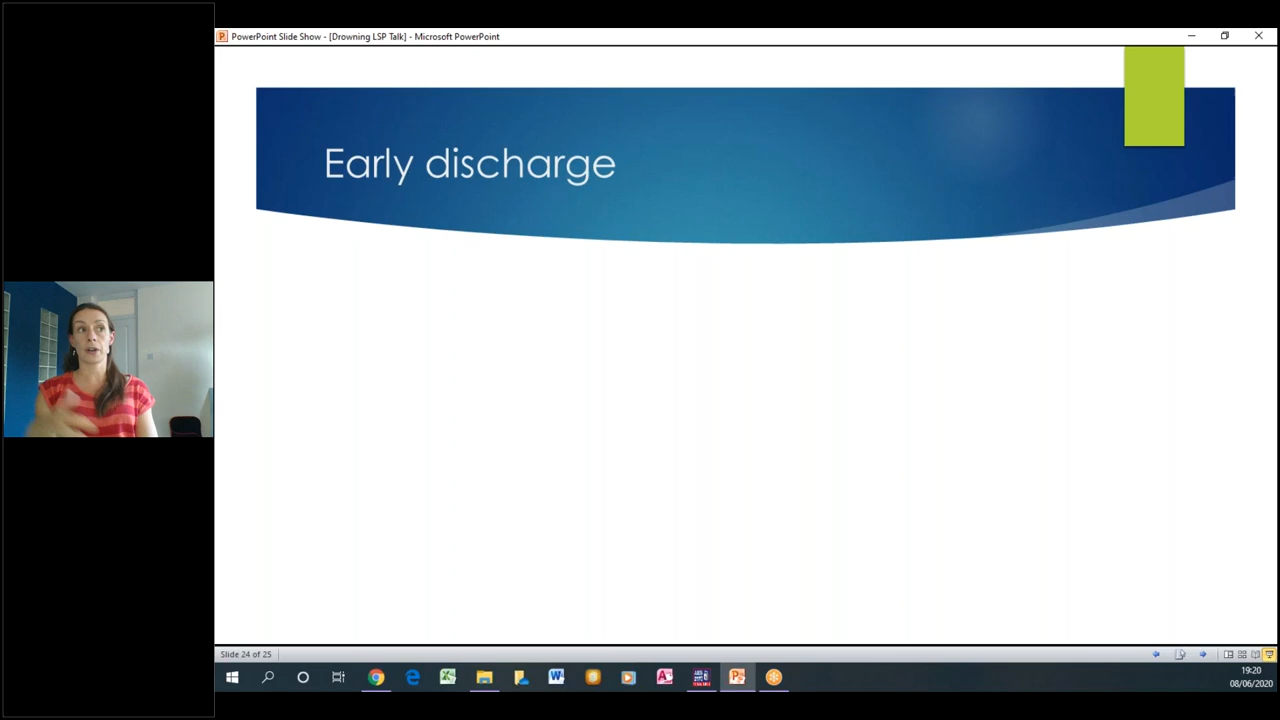 PowerPoint Slide Show - [Drowning LSP Talk] - Microsoft PowerPoint
Early discharge
Slide 24 of 25
19:20
08/06/2020